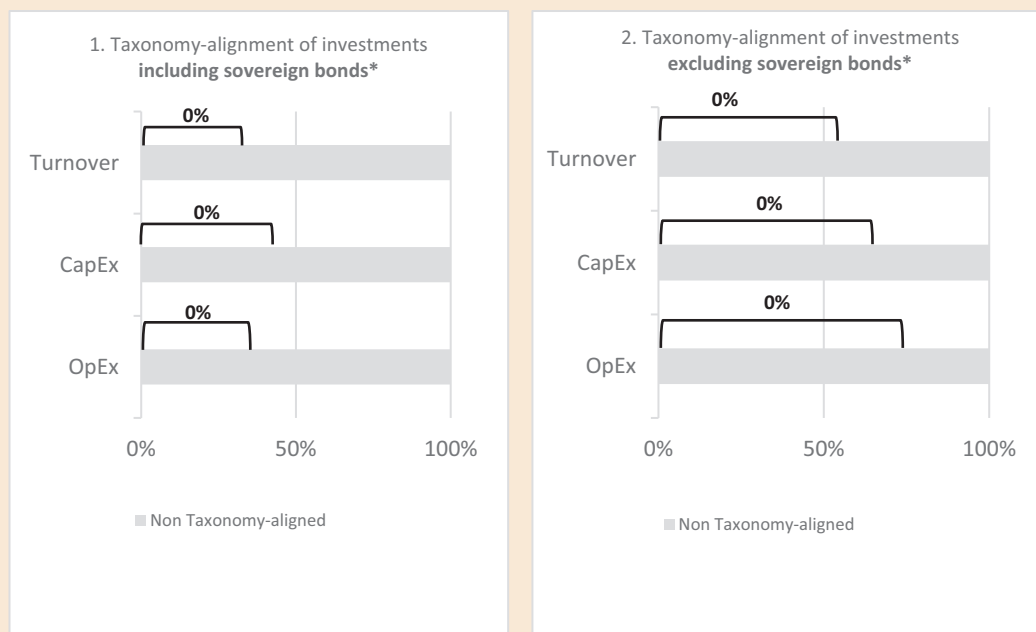 1. Taxonomy-alignment of investments
including sovereign bonds*
0%
Turnover
0%
CapEx
0%
OpEx
0% 50% 100%
Non Taxonomy-aligned
2. Taxonomy-alignment of investments
excluding sovereign bonds*
0%
Turnover
0%
CapEx
0%
OpEx
0% 50% 100%
Non Taxonomy-aligned